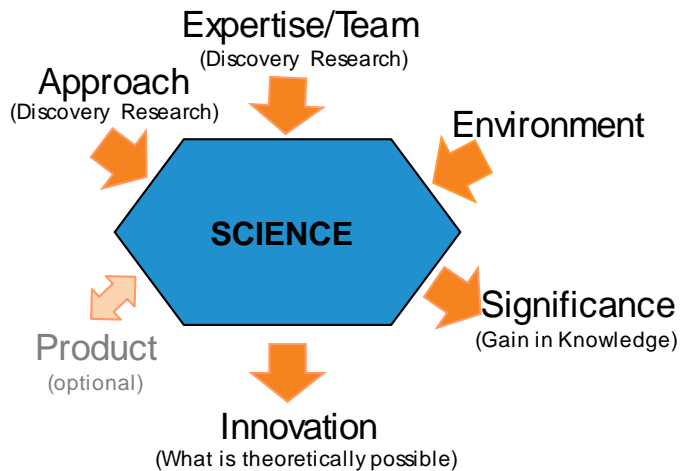 Expertise/Team
(Discovery Research)
Approach
(Discovery Research)
Environment
SCIENCE
Significance
(Gain in Knowledge)
Product
(optional)
Innovation
(What is theoretically possible)